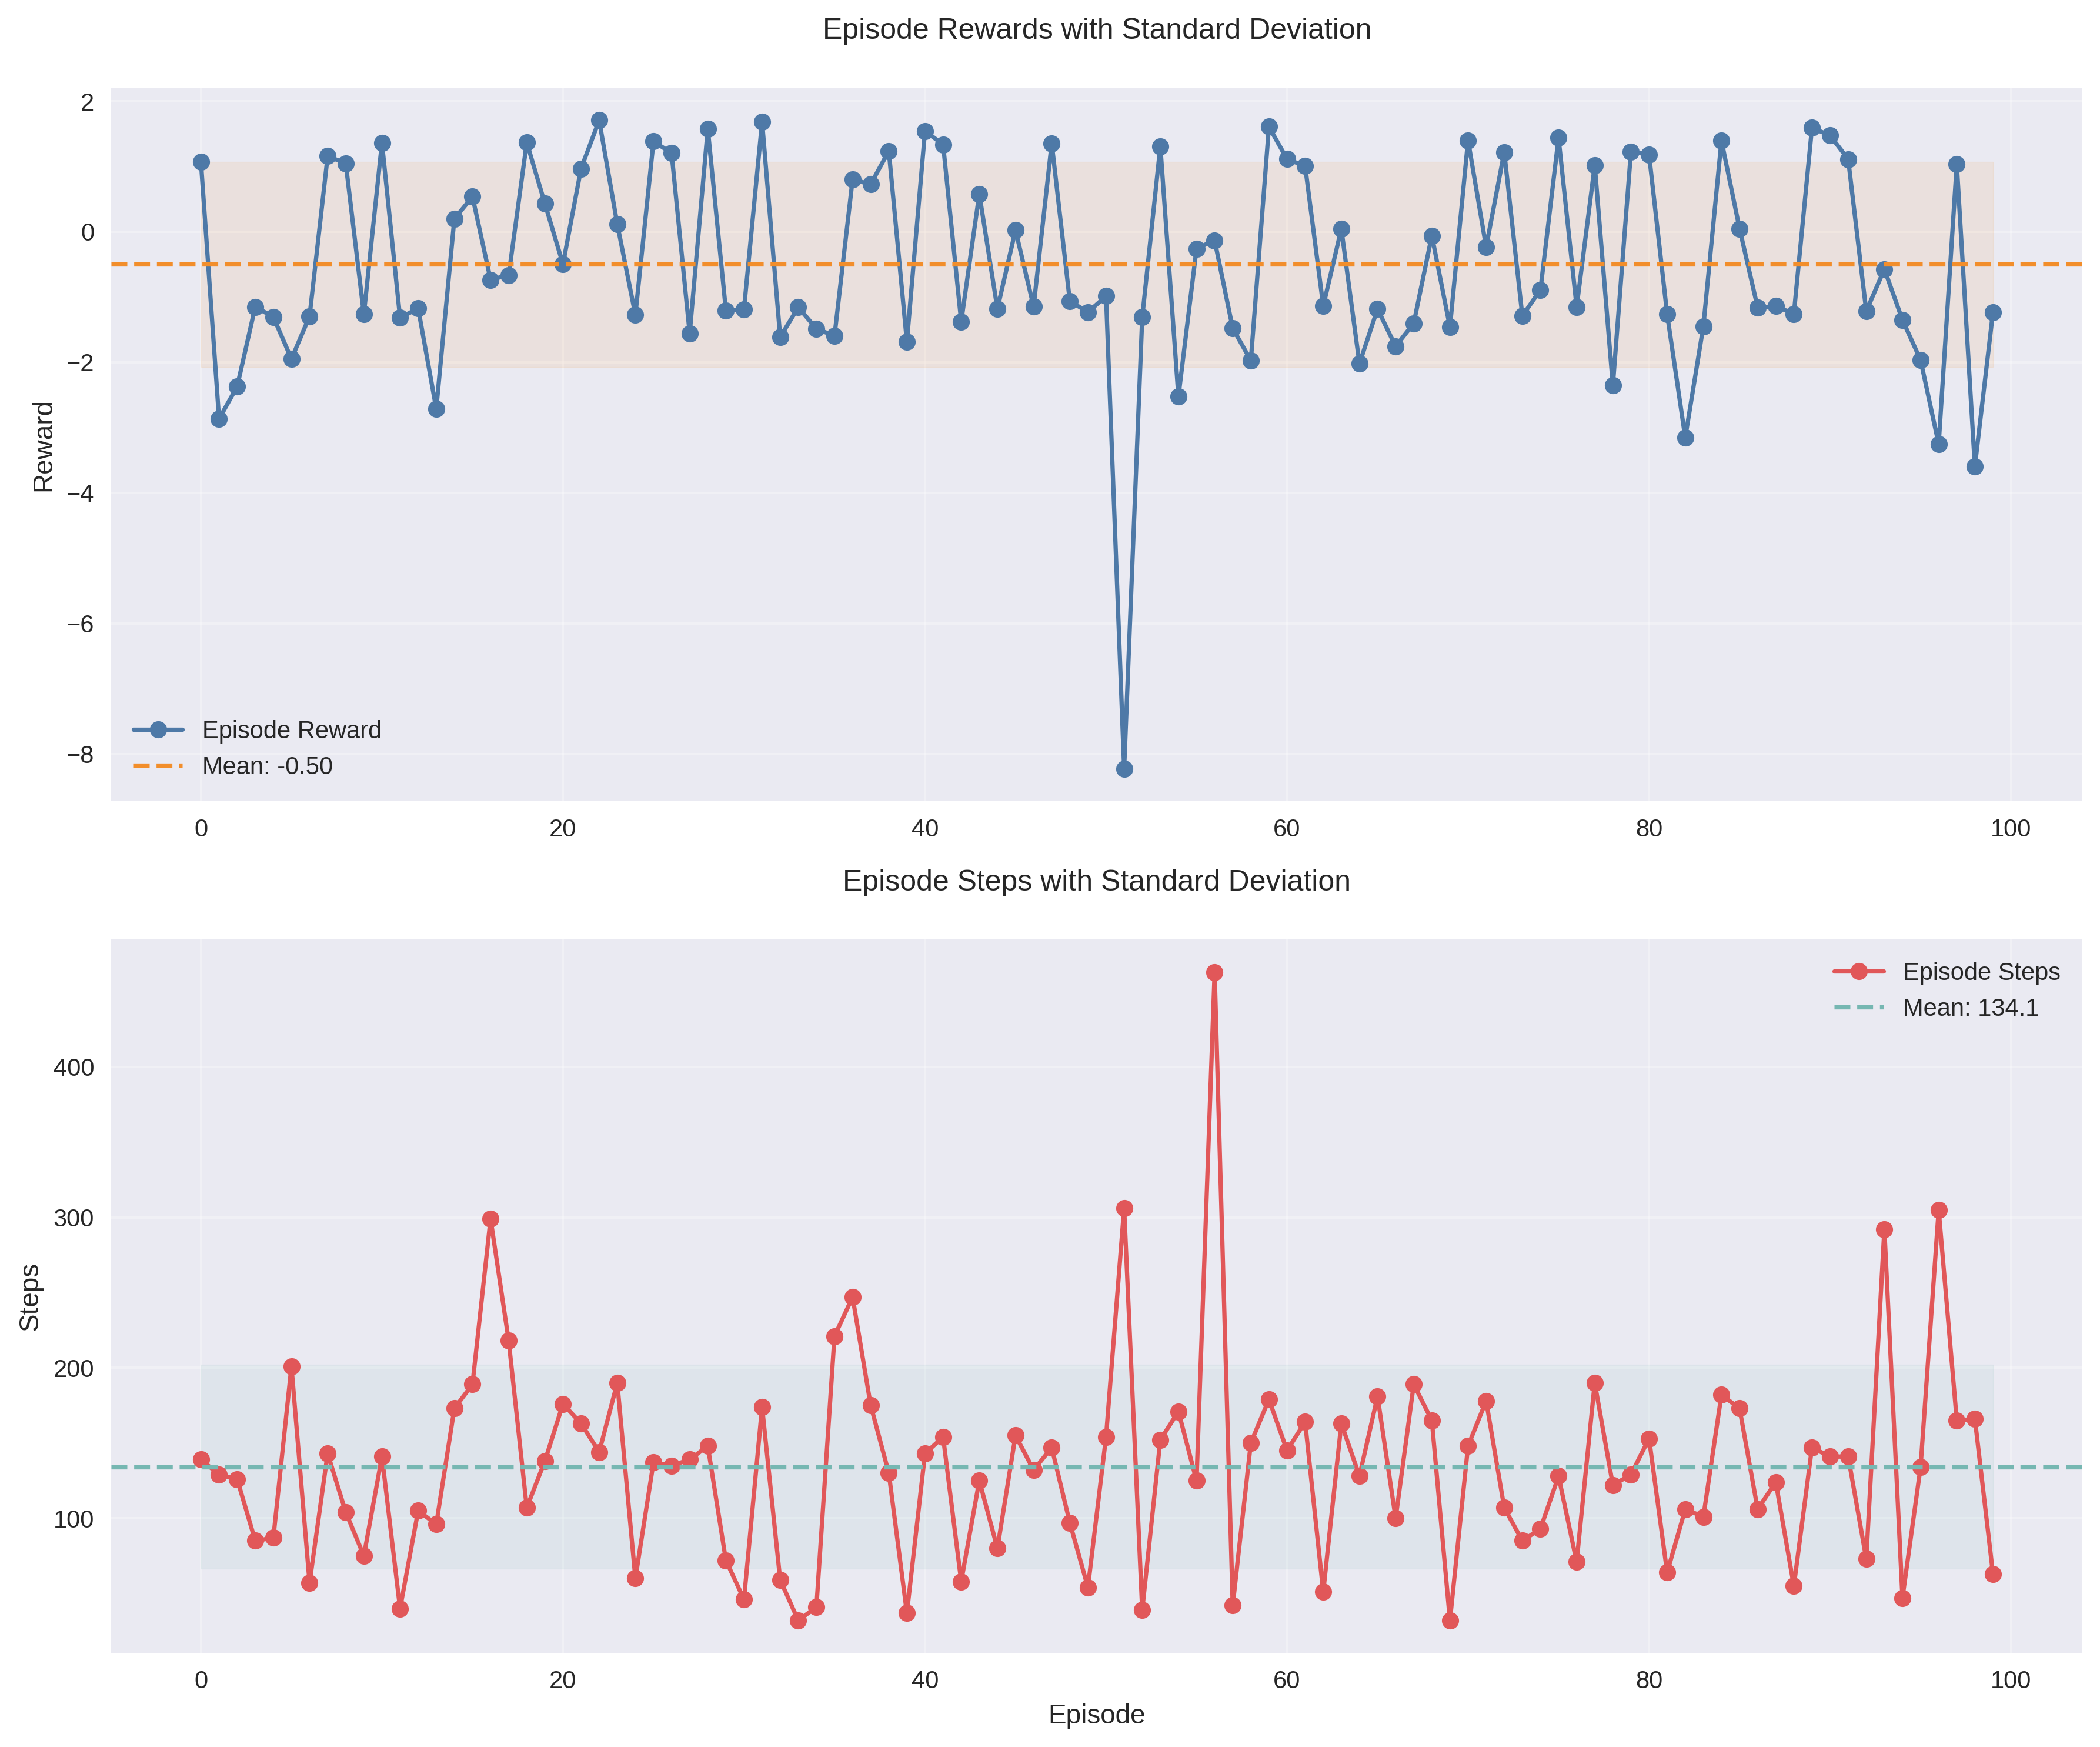 Episode Rewards with Standard Deviation
2
0
−2
−4
−6
−8
Reward
Episode Reward
Mean: -0.50
0 20 40 60 80 100
Episode Steps with Standard Deviation
Episode Steps
Mean: 134.1
400
300
200
100
Steps
0 20 40 60 80 100
Episode